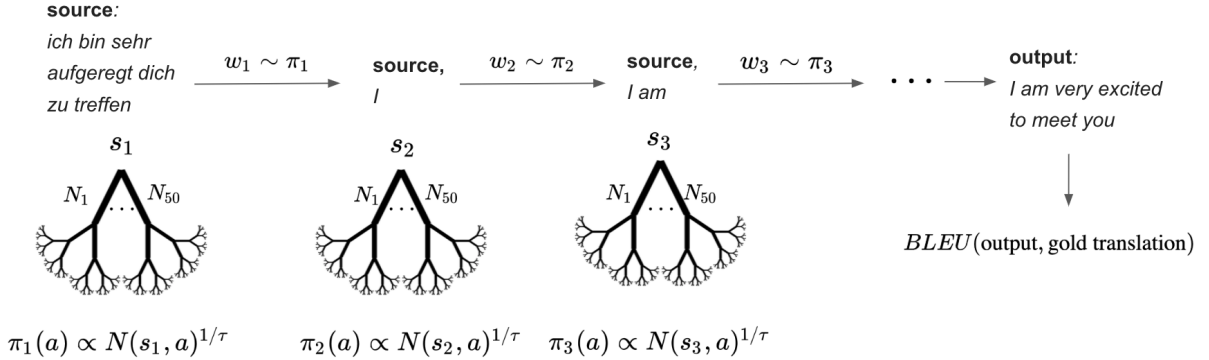 source:
ich bin sehr
aufgeregt dich
zu treffen
w₁ ∼ π₁
source,
I
w₂ ∼ π₂
source,
I am
w₃ ∼ π₃
. . .
output:
I am very excited
to meet you
s₁
N₁ . . . N₅₀
s₂
N₁ . . . N₅₀
s₃
N₁ . . . N₅₀
BLEU(output, gold translation)
π₁(a) ∝ N(s₁, a)^{1/τ}
π₂(a) ∝ N(s₂, a)^{1/τ}
π₃(a) ∝ N(s₃, a)^{1/τ}